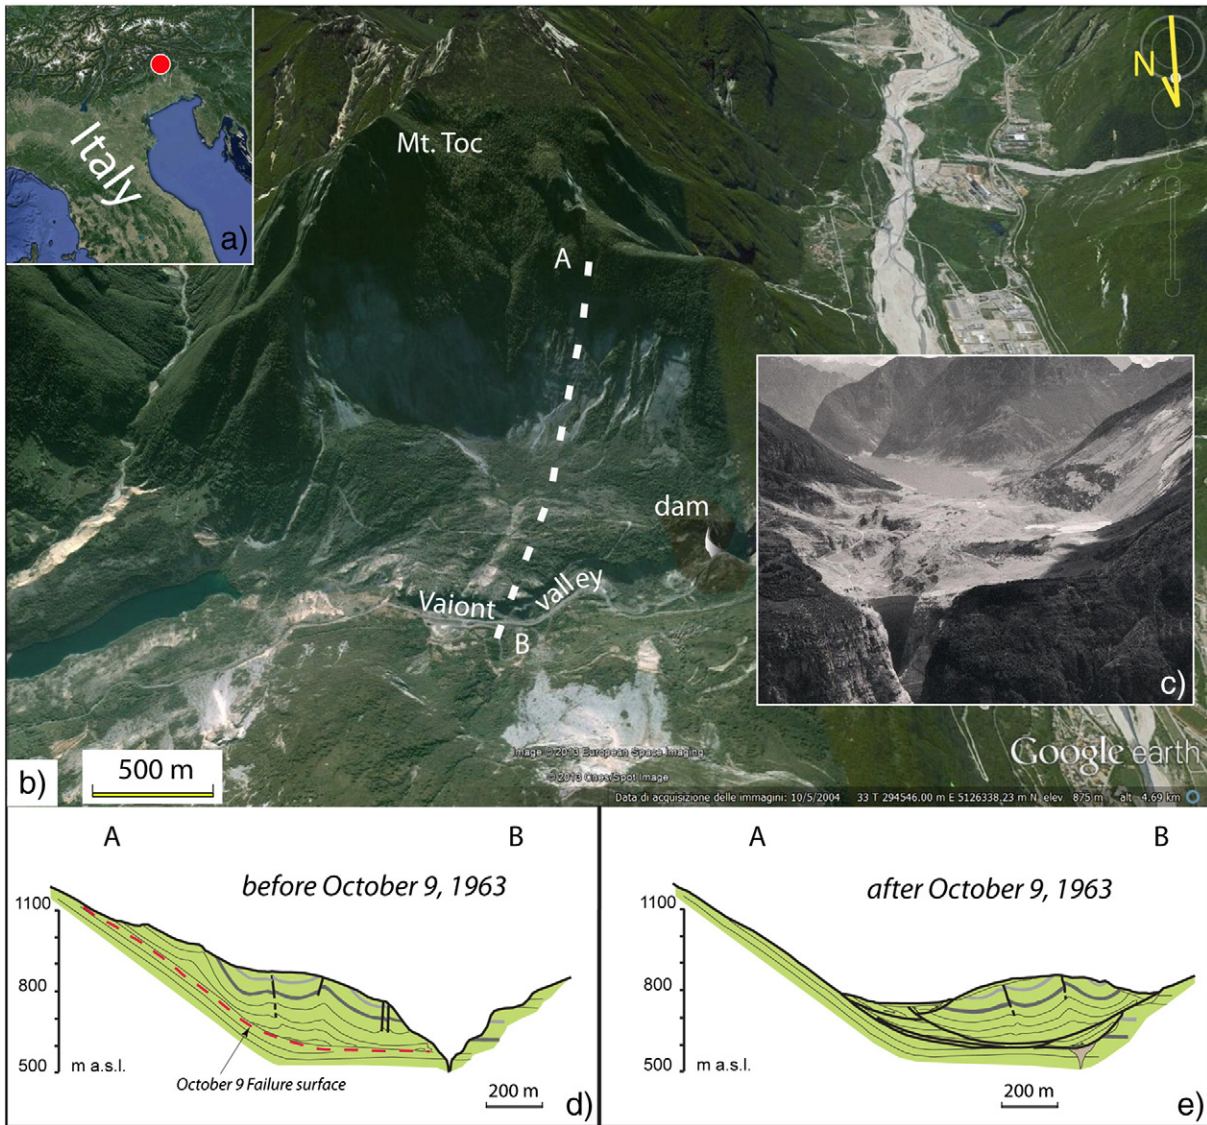 Italy
a)
N
Mt. Toc
A
dam
Vaiont valley
B
c)
Image © 2013 European Space Imaging
© 2013 Cnes/Spot Image
Google earth
b)
500 m
Data di acquisizione delle immagini: 10/5/2004 33 T 294546.00 m E 5126338.23 m N elev 875 m alt 4.69 km
A
B
before October 9, 1963
1100
800
500
m a.s.l.
October 9 Failure surface
200 m
d)
A
B
after October 9, 1963
1100
800
500
m a.s.l.
200 m
e)